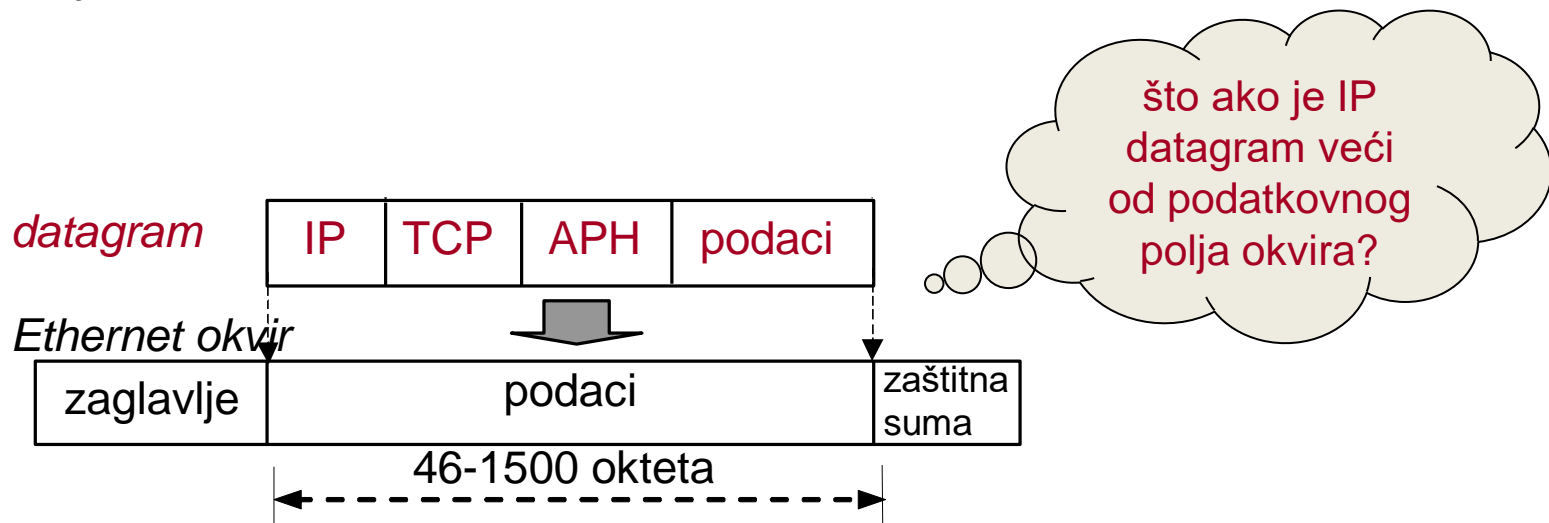 što ako je IP
datagram veći
od podatkovnog
polja okvira?
datagram
IP
TCP
APH
podaci
Ethernet okvir
zaglavlje
podaci
zaštitna
suma
46-1500 okteta